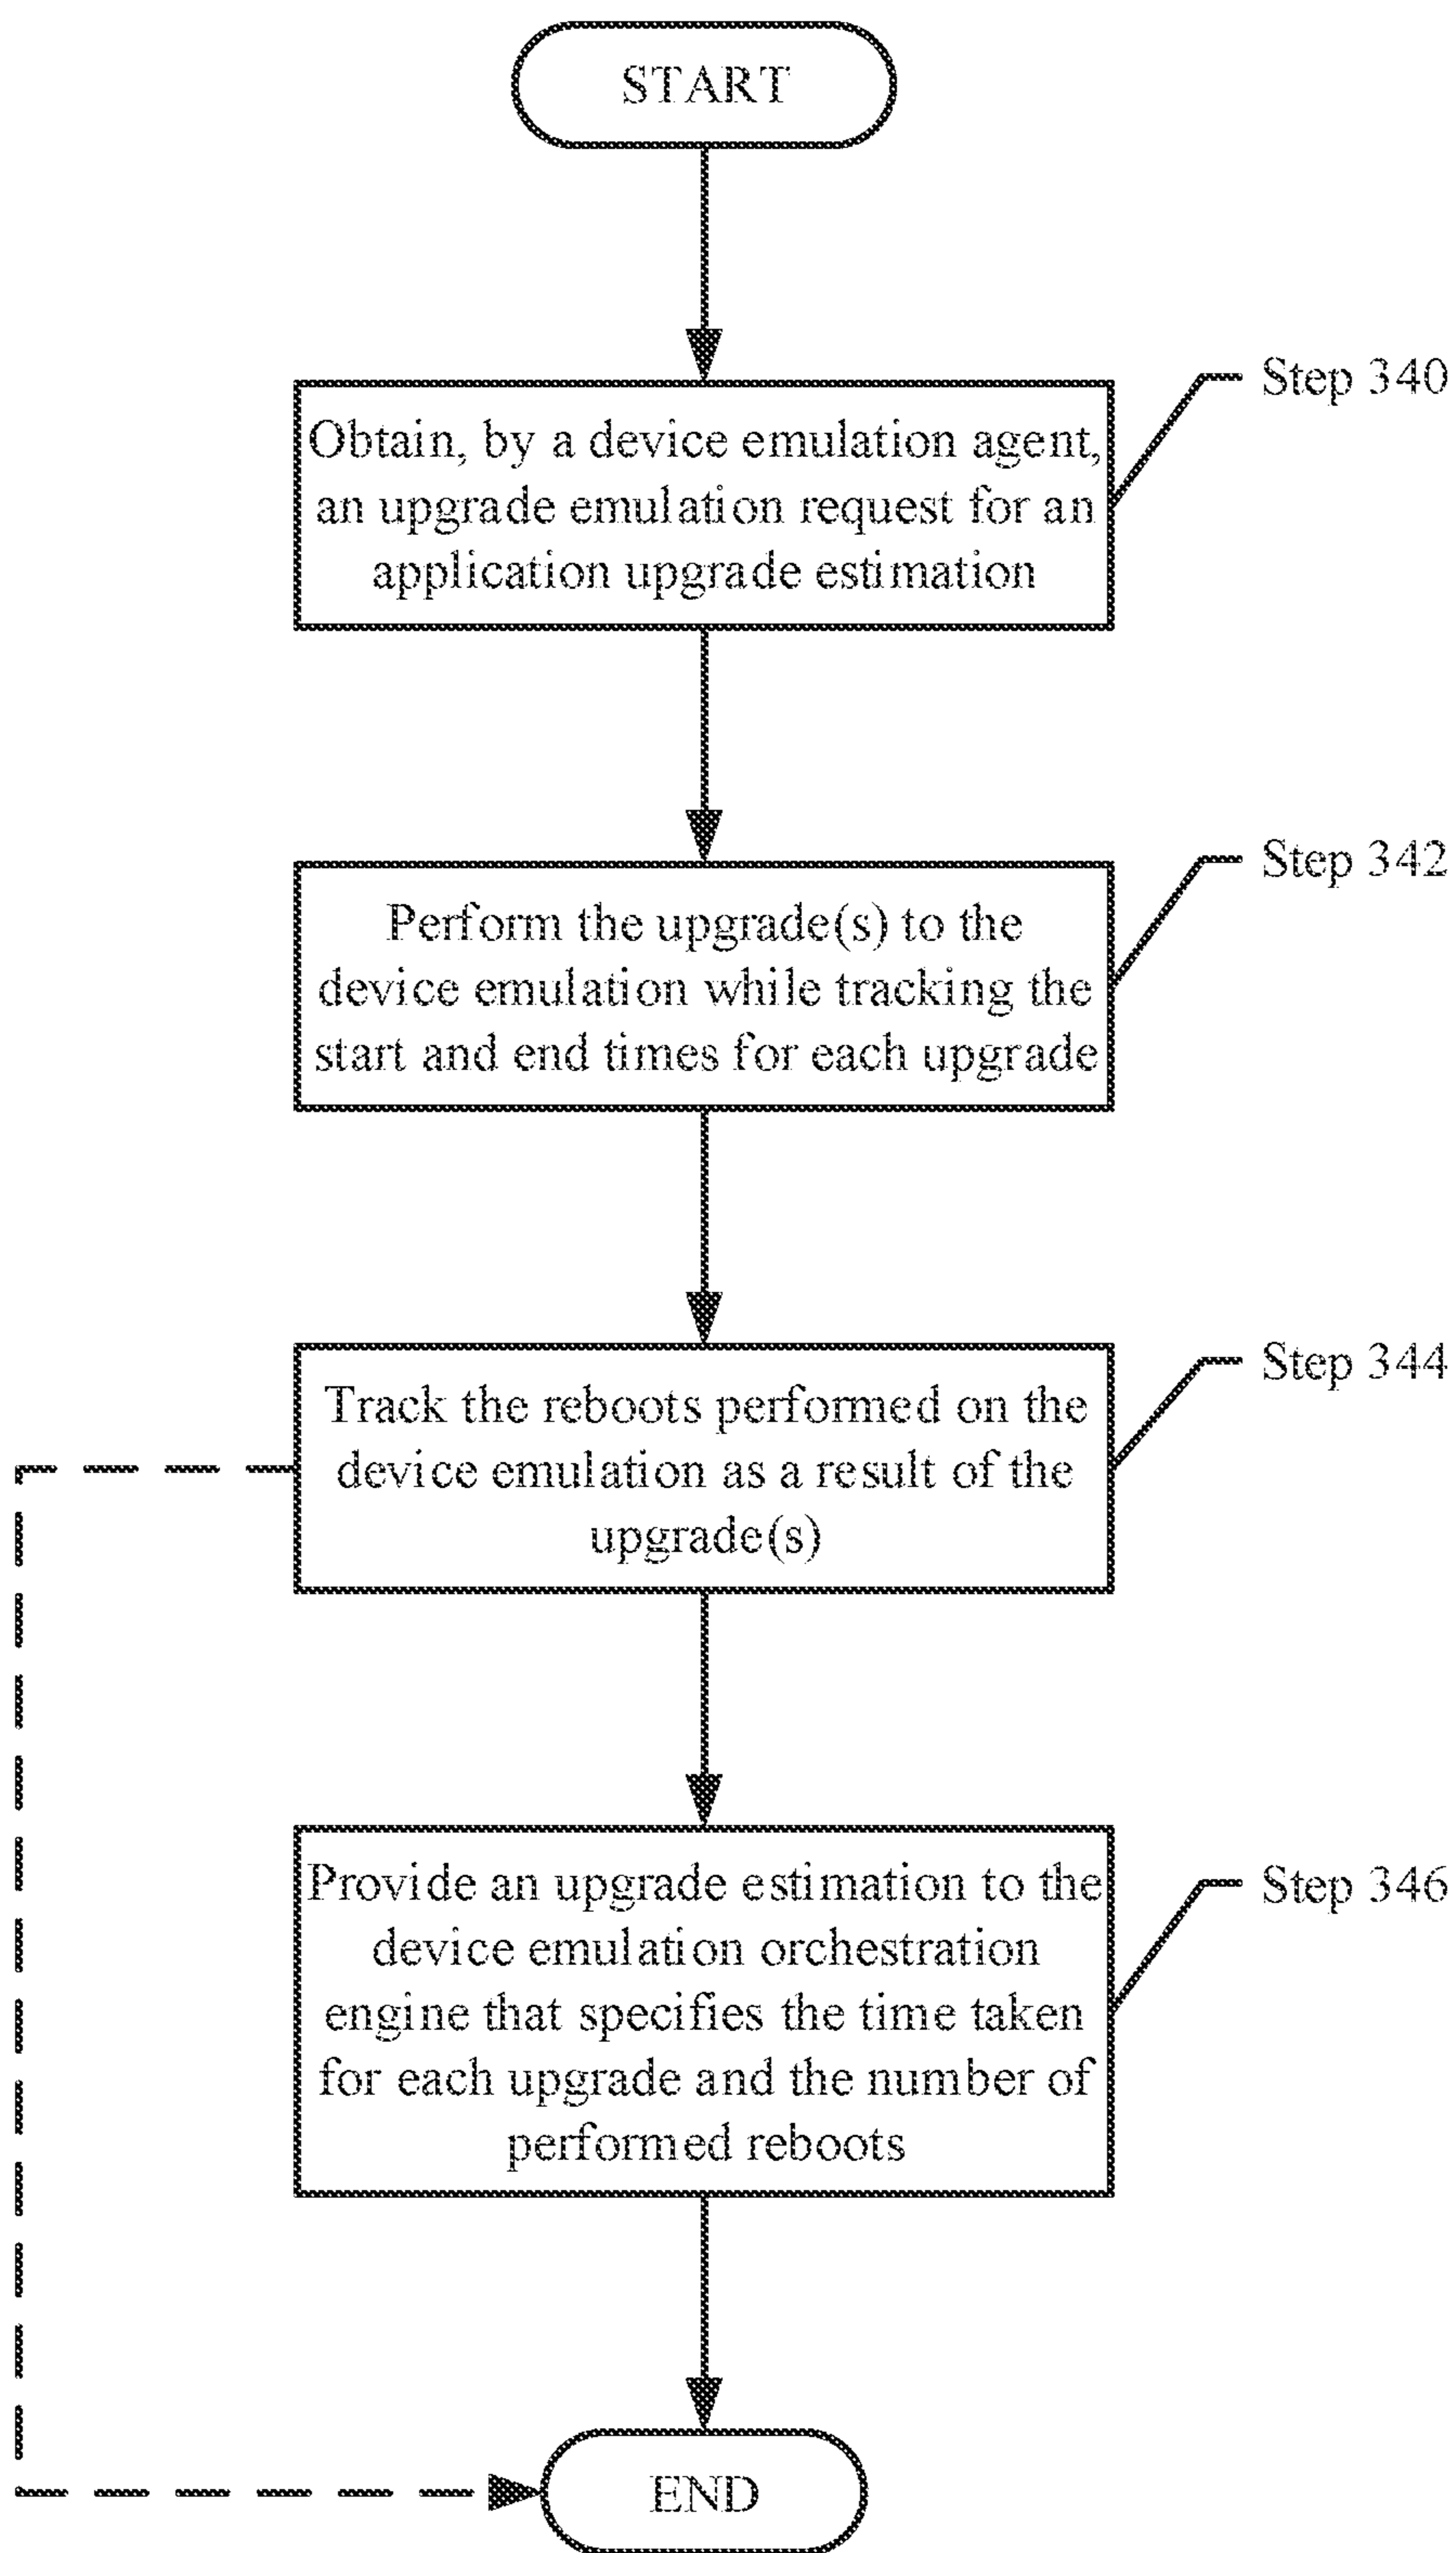 START
Step 340
Obtain, by a device emulation agent,
an upgrade emulation request for an
application upgrade estimation
Step 342
Perform the upgrade(s) to the
device emulation while tracking the
start and end times for each upgrade
Step 344
Track the reboots performed on the
device emulation as a result of the
upgrade(s)
Step 346
Provide an upgrade estimation to the
device emulation orchestration
engine that specifies the time taken
for each upgrade and the number of
performed reboots
END